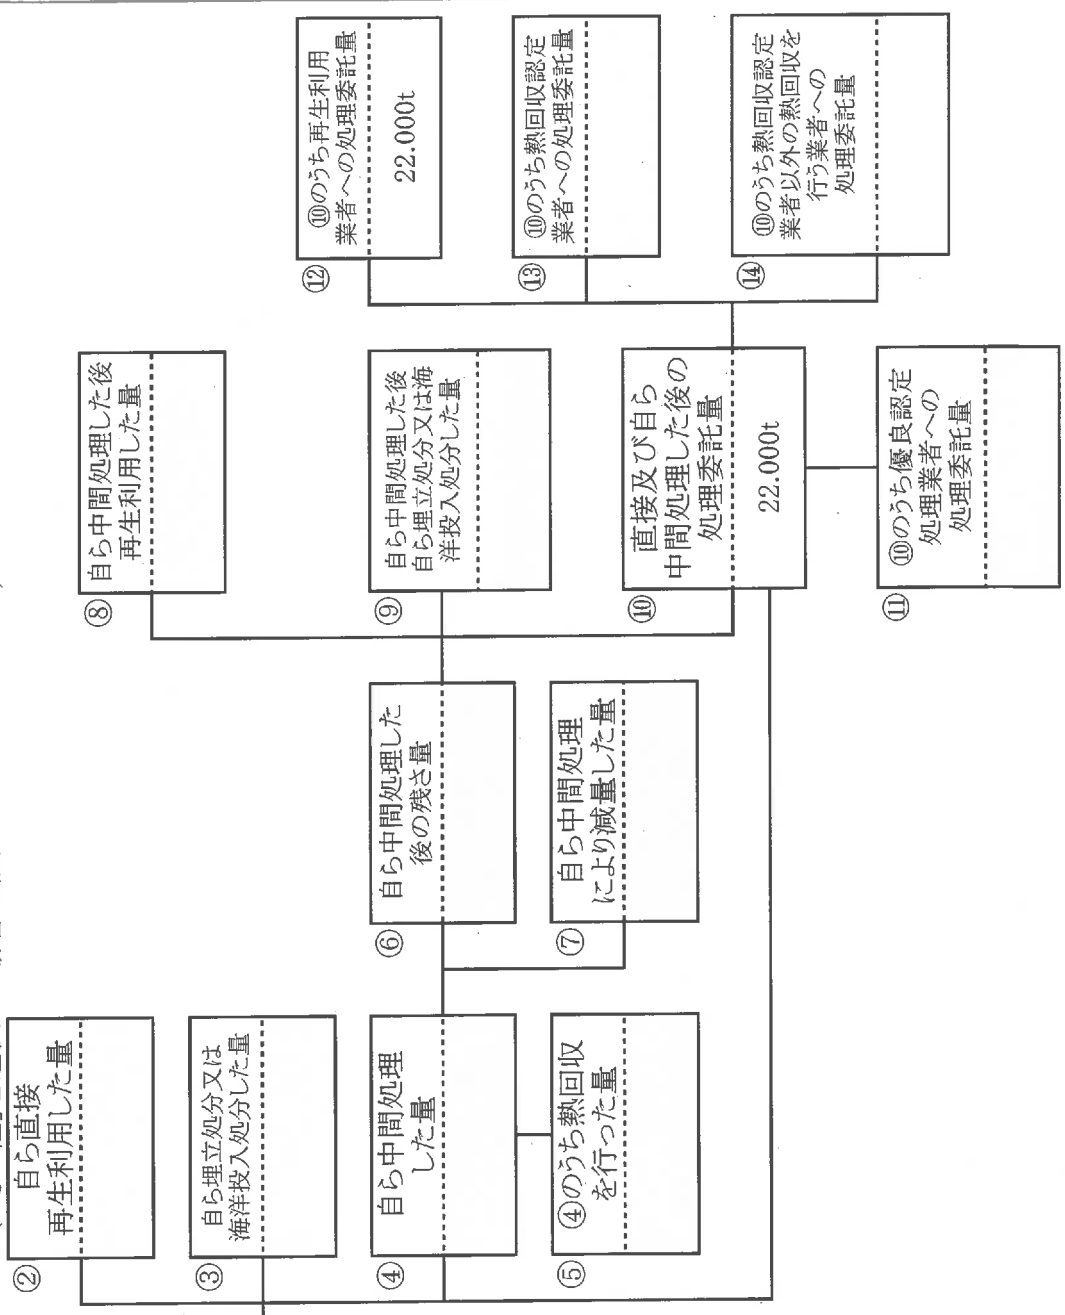 ②
自ら直接
再生利用した量
③
自ら埋立処分又は
海洋投入処分した量
④
自ら中間処理
した量
⑤
④のうち熱回収
を行った量
⑥
自ら中間処理した
後の残さ量
⑦
自ら中間処理
により減量した量
⑧
自ら中間処理した後
再生利用した量
⑨
自ら中間処理した後
自ら埋立処分又は海
洋投入処分した量
⑩
直接及び自ら
中間処理した後の
処理委託量
22.000t
⑪
⑩のうち優良認定
処理業者への
処理委託量
⑫
⑩のうち再生利用
業者への処理委託量
22.000t
⑬
⑩のうち熱回収認定
業者への処理委託量
⑭
⑩のうち熱回収認定
業者以外の熱回収を
行う業者への
処理委託量